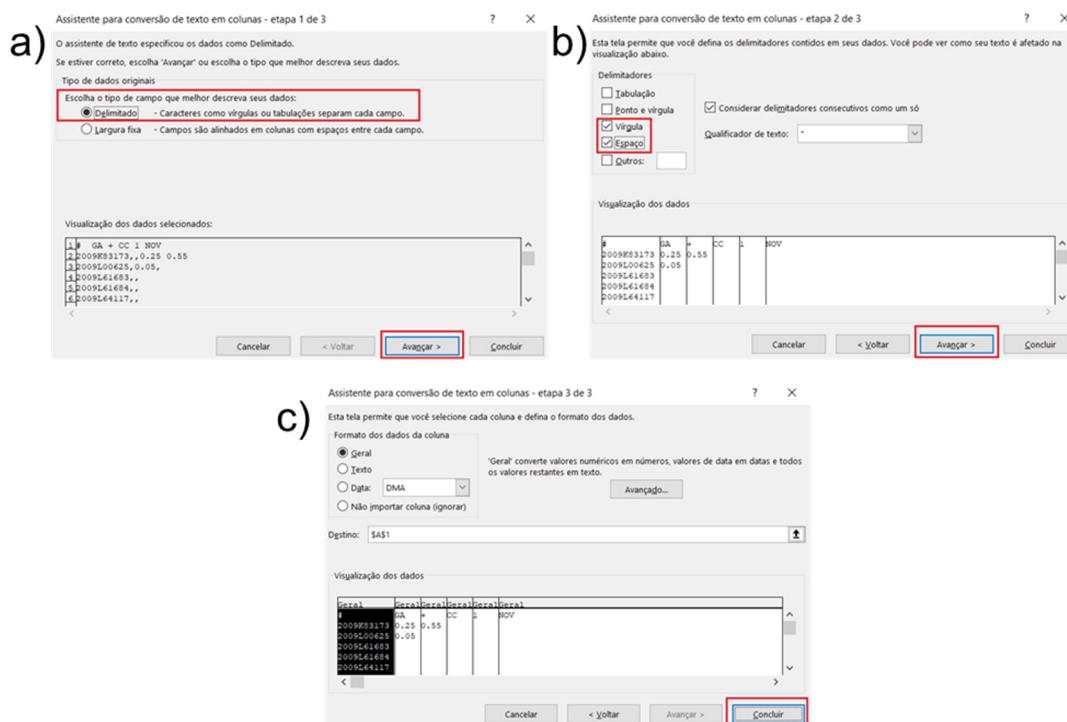 a)
Assistente para conversão de texto em colunas - etapa 1 de 3 ? ×
O assistente de texto especificou os dados como Delimitado.
Se estiver correto, escolha 'Avançar' ou escolha o tipo que melhor descreva seus dados.
Tipo de dados originais
Escolha o tipo de campo que melhor descreva seus dados:
Delimitado - Caracteres como vírgulas ou tabulações separam cada campo.
Largura fixa - Campos são alinhados em colunas com espaços entre cada campo.
Visualização dos dados selecionados:
1 # GA + CC 1 NOV
2 2009K83173,,0.25 0.55
3 2009L00625,0.05,
4 2009L61683,,
5 2009L61684,,
6 2009L64117,,
Cancelar < Voltar Avançar > Concluir
b)
Assistente para conversão de texto em colunas - etapa 2 de 3 ? ×
Esta tela permite que você defina os delimitadores contidos em seus dados. Você pode ver como seu texto é afetado na
visualização abaixo.
Delimitadores
Tabulação
Ponto e vírgula
Vírgula
Espaço
Outros:
Considerar delimitadores consecutivos como um só
Qualificador de texto: "
Visualização dos dados
# GA + CC 1 NOV
2009K83173 0.25 0.55
2009L00625 0.05
2009L61683
2009L61684
2009L64117
Cancelar < Voltar Avançar > Concluir
c)
Assistente para conversão de texto em colunas - etapa 3 de 3 ? ×
Esta tela permite que você selecione cada coluna e defina o formato dos dados.
Formato dos dados da coluna
Geral
Texto
Data: DMA
Não importar coluna (ignorar)
'Geral' converte valores numéricos em números, valores de data em datas e todos
os valores restantes em texto.
Avançado...
Destino: $A$1
Visualização dos dados
Geral Geral Geral Geral Geral Geral
# GA + CC 1 NOV
2009K83173 0.25 0.55
2009L00625 0.05
2009L61683
2009L61684
2009L64117
Cancelar < Voltar Avançar > Concluir